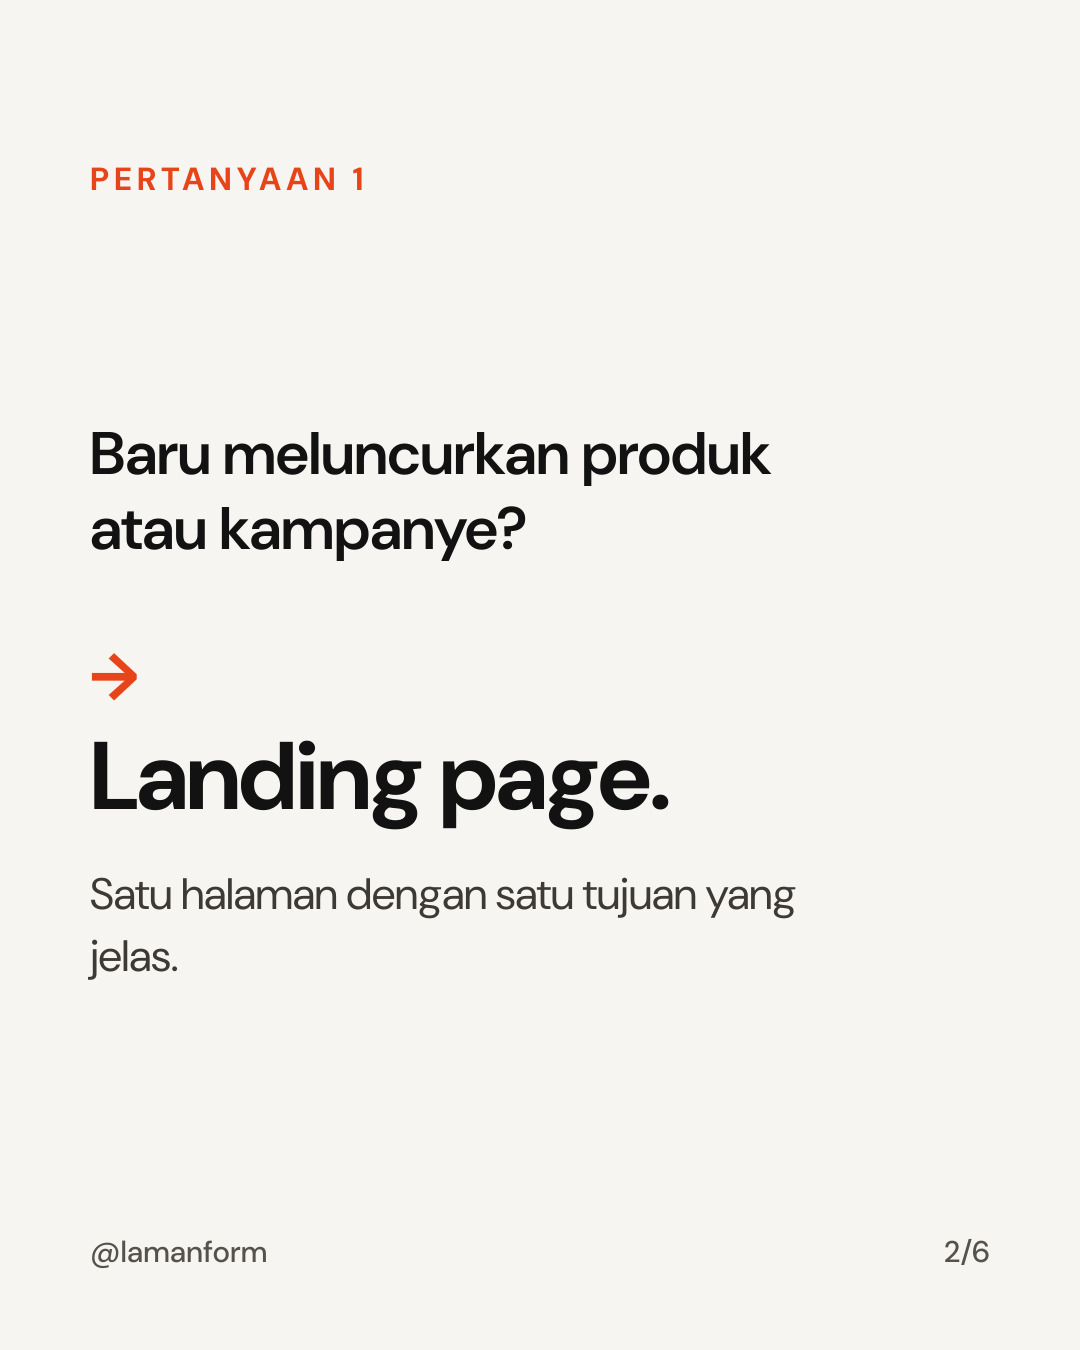 PERTANYAAN 1
Baru meluncurkan produk
atau kampanye?
→
Landing page.
Satu halaman dengan satu tujuan yang
jelas.
@lamanform
2/6